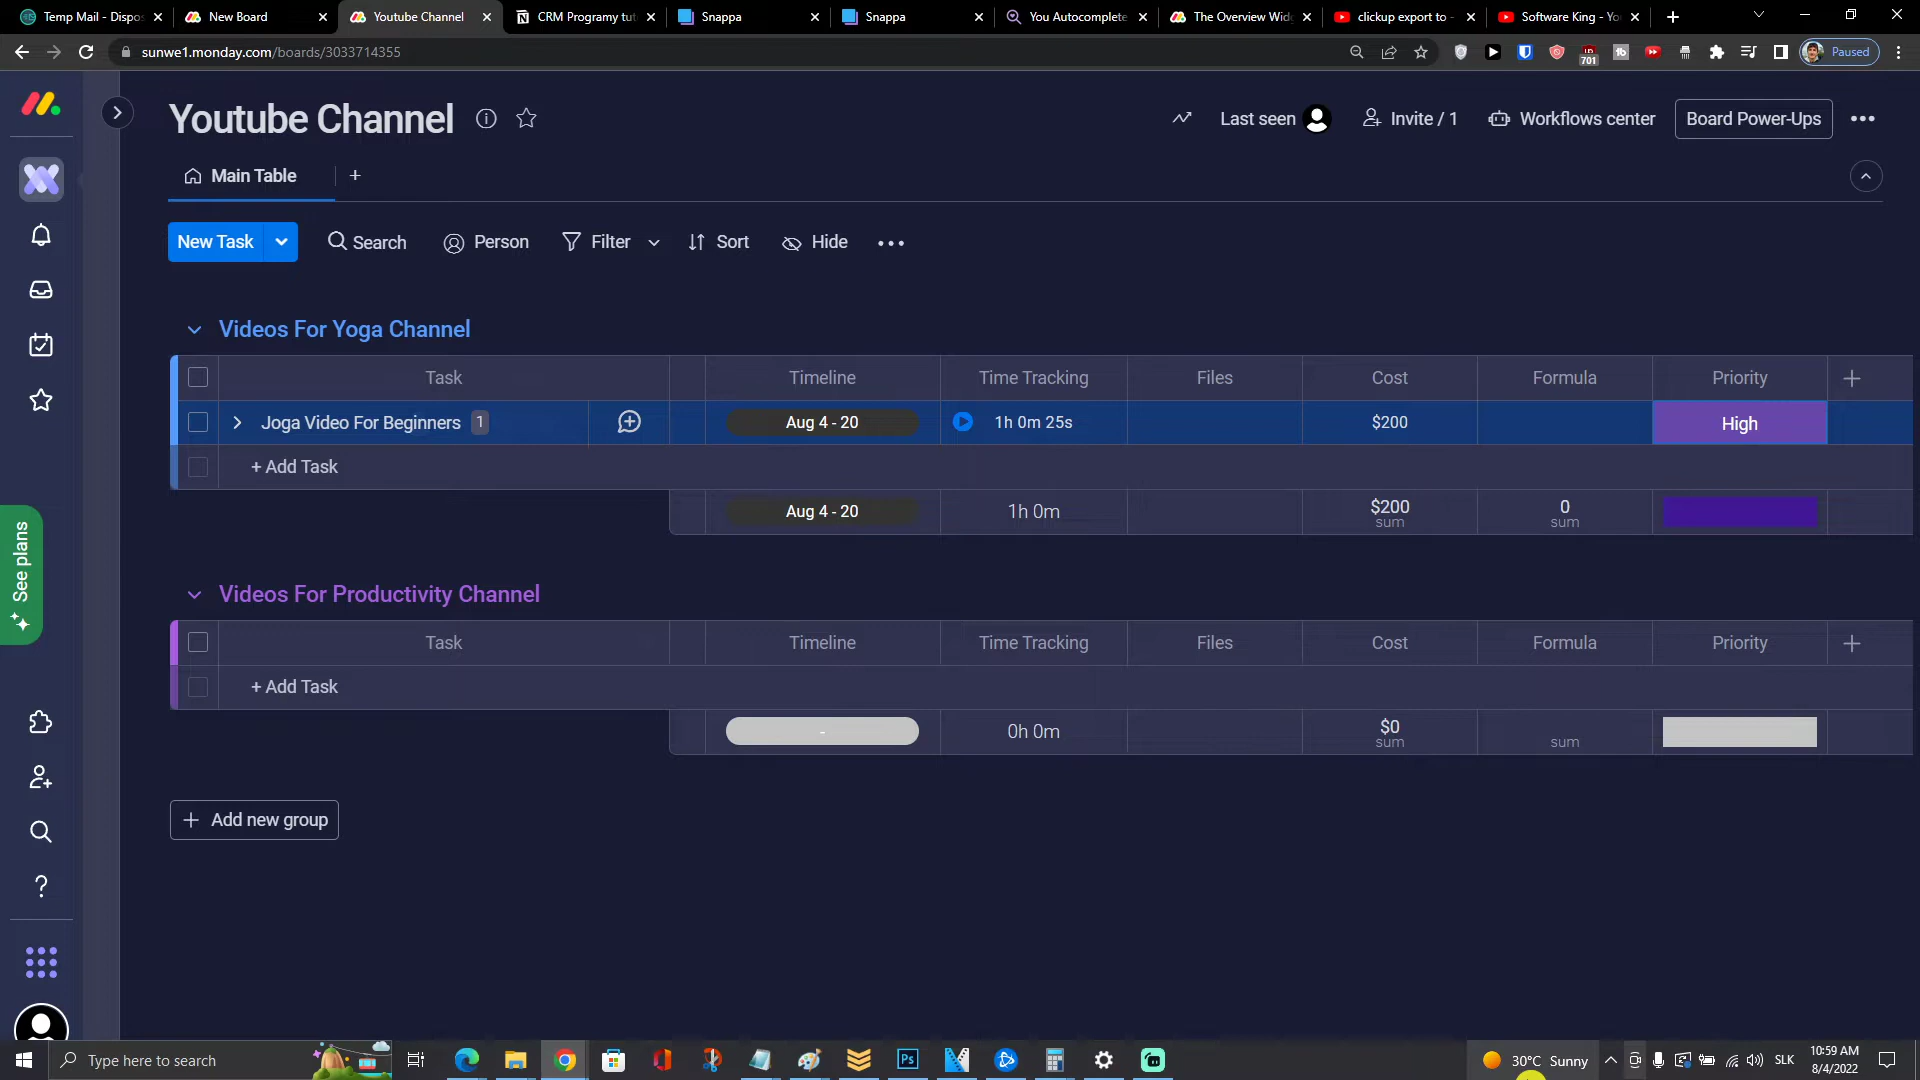 Temp Mail - Dispos
New Board
Youtube Channel
CRM Programy tut
Snappa
Snappa
You Autocomplete
The Overview Widg
clickup export to -
Software King - Yo
sunwe1.monday.com/boards/3033714355
701
Paused
Youtube Channel
Last seen
Invite / 1
Workflows center
Board Power-Ups
Main Table
+
New Task
Search
Person
Filter
Sort
Hide
Videos For Yoga Channel
Task
Timeline
Time Tracking
Files
Cost
Formula
Priority
Joga Video For Beginners
1
Aug 4 - 20
1h 0m 25s
$200
High
+ Add Task
Aug 4 - 20
1h 0m
$200
sum
0
sum
See plans
Videos For Productivity Channel
Task
Timeline
Time Tracking
Files
Cost
Formula
Priority
+ Add Task
-
0h 0m
$0
sum
sum
+ Add new group
Type here to search
Ps
30°C Sunny
SLK
10:59 AM
8/4/2022